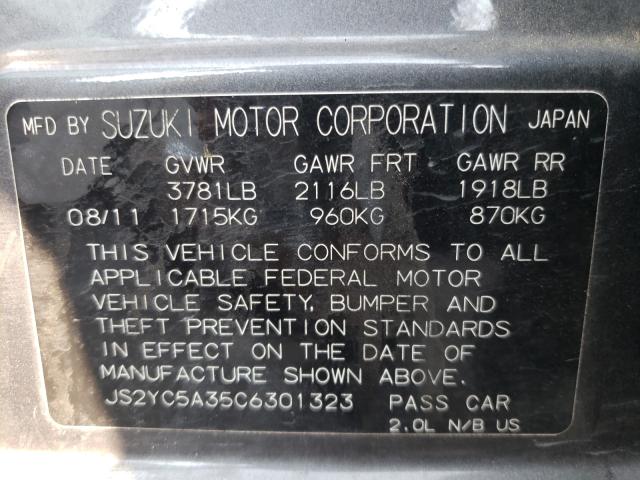 MFD BY SUZUKI MOTOR CORPORATION JAPAN
DATE GVWR GAWR FRT GAWR RR
3781LB 2116LB 1918LB
08/11 1715KG 960KG 870KG
THIS VEHICLE CONFORMS TO ALL
APPLICABLE FEDERAL MOTOR
VEHICLE SAFETY, BUMPER AND
THEFT PREVENTION STANDARDS
IN EFFECT ON THE DATE OF
MANUFACTURE SHOWN ABOVE.
JS2YC5A35C6301323 PASS CAR
2.0L N/B US